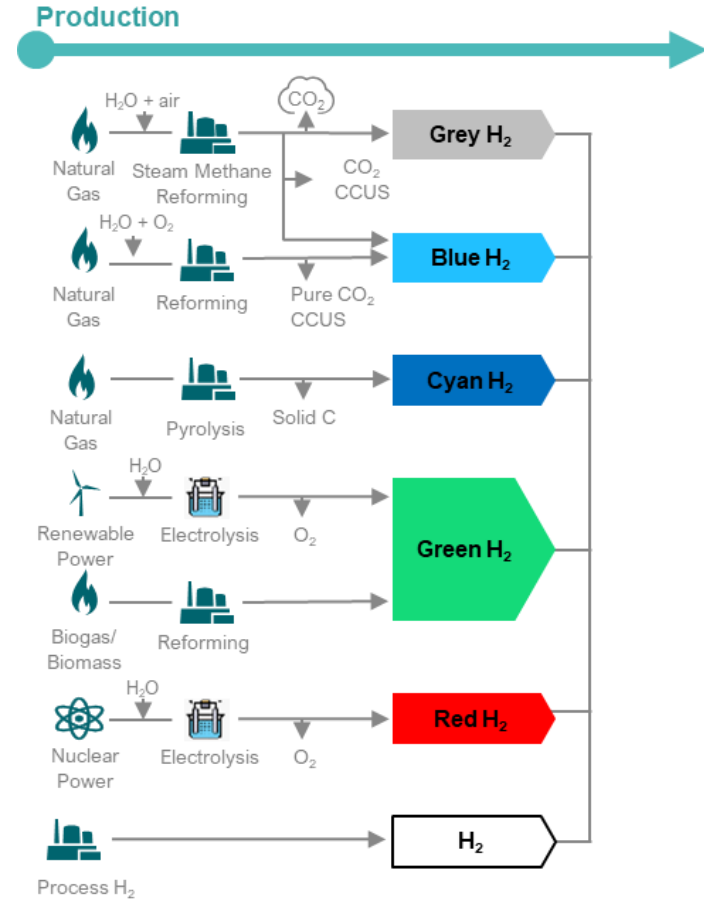 Production
H₂O + air
CO₂
Grey H₂
Natural
Gas
Steam Methane
Reforming
CO₂
CCUS
H₂O + O₂
Blue H₂
Natural
Gas
Reforming
Pure CO₂
CCUS
Cyan H₂
Natural
Gas
Pyrolysis
Solid C
H₂O
Renewable
Power
Electrolysis
O₂
Green H₂
Biogas/
Biomass
Reforming
H₂O
Red H₂
Nuclear
Power
Electrolysis
O₂
H₂
Process H₂